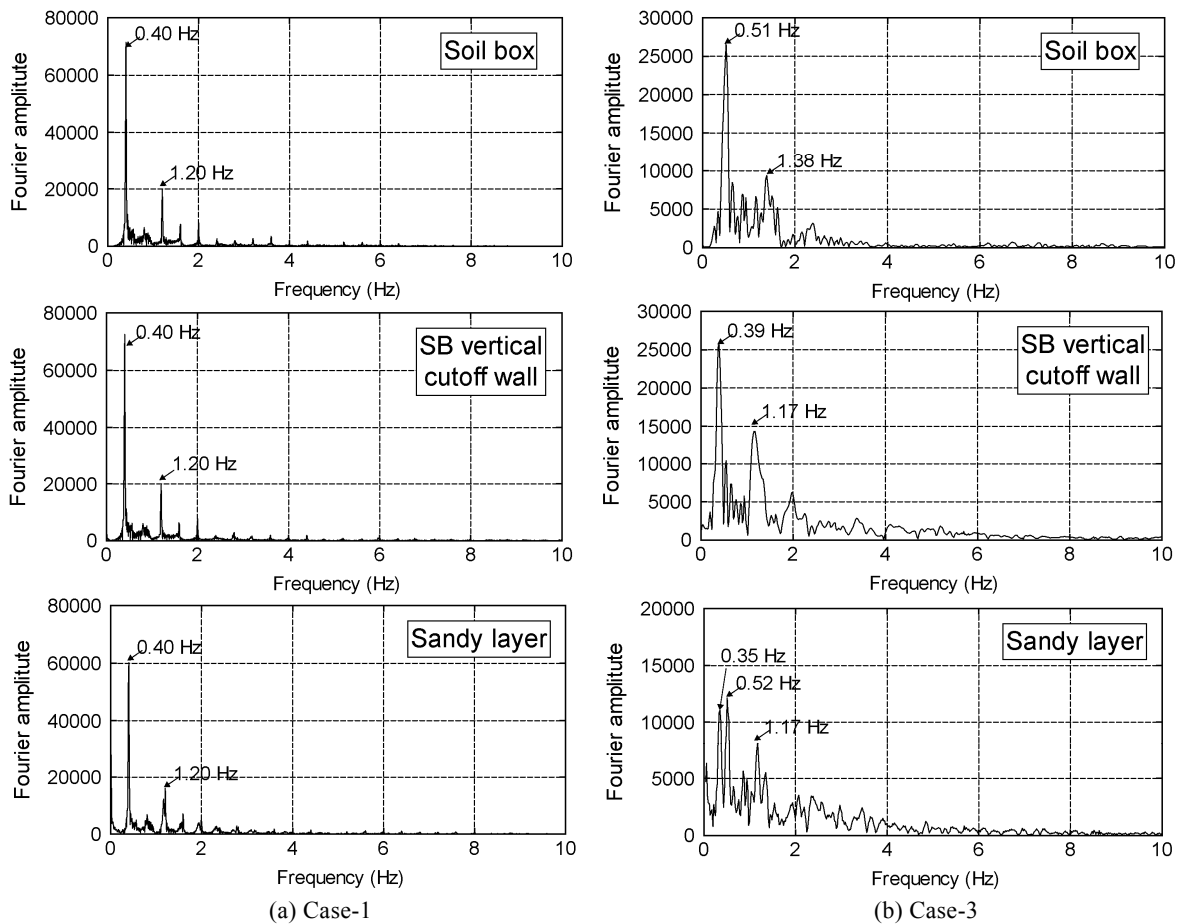 80000
60000
40000
20000
0
0 2 4 6 8 10
Fourier amplitude
Frequency (Hz)
0.40 Hz
1.20 Hz
Soil box
80000
60000
40000
20000
0
0 2 4 6 8 10
Fourier amplitude
Frequency (Hz)
0.40 Hz
1.20 Hz
SB vertical
cutoff wall
80000
60000
40000
20000
0
0 2 4 6 8 10
Fourier amplitude
Frequency (Hz)
0.40 Hz
1.20 Hz
Sandy layer
(a) Case-1
30000
25000
20000
15000
10000
5000
0
0 2 4 6 8 10
Fourier amplitude
Frequency (Hz)
0.51 Hz
1.38 Hz
Soil box
30000
25000
20000
15000
10000
5000
0
0 2 4 6 8 10
Fourier amplitude
Frequency (Hz)
0.39 Hz
1.17 Hz
SB vertical
cutoff wall
20000
15000
10000
5000
0
0 2 4 6 8 10
Fourier amplitude
Frequency (Hz)
0.35 Hz
0.52 Hz
1.17 Hz
Sandy layer
(b) Case-3